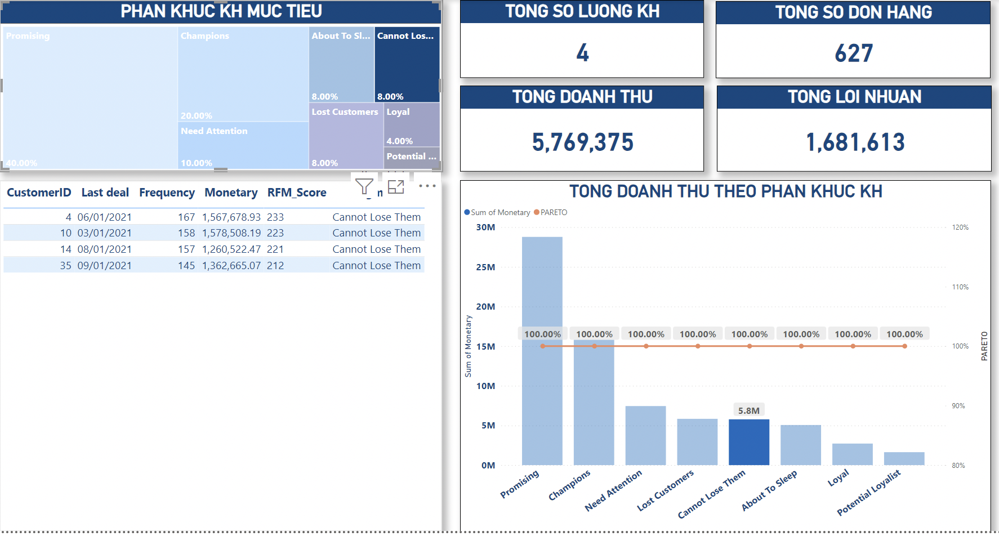 PHAN KHUC KH MUC TIEU
Promising
40.00%
Champions
20.00%
Need Attention
10.00%
About To Sl...
8.00%
Cannot Los...
8.00%
Lost Customers
8.00%
Loyal
4.00%
Potential ...
TONG SO LUONG KH
4
TONG SO DON HANG
627
TONG DOANH THU
5,769,375
TONG LOI NHUAN
1,681,613
CustomerID Last deal Frequency Monetary RFM_Score
4 06/01/2021 167 1,567,678.93 233 Cannot Lose Them
10 03/01/2021 158 1,578,508.19 223 Cannot Lose Them
14 08/01/2021 157 1,260,522.47 221 Cannot Lose Them
35 09/01/2021 145 1,362,665.07 212 Cannot Lose Them
TONG DOANH THU THEO PHAN KHUC KH
Sum of Monetary PARETO
30M
25M
20M
15M
10M
5M
0M
Sum of Monetary
100.00% 100.00% 100.00% 100.00% 100.00% 100.00% 100.00% 100.00%
5.8M
120%
110%
100%
90%
80%
PARETO
Promising
Champions
Need Attention
Lost Customers
Cannot Lose Them
About To Sleep
Loyal
Potential Loyalist